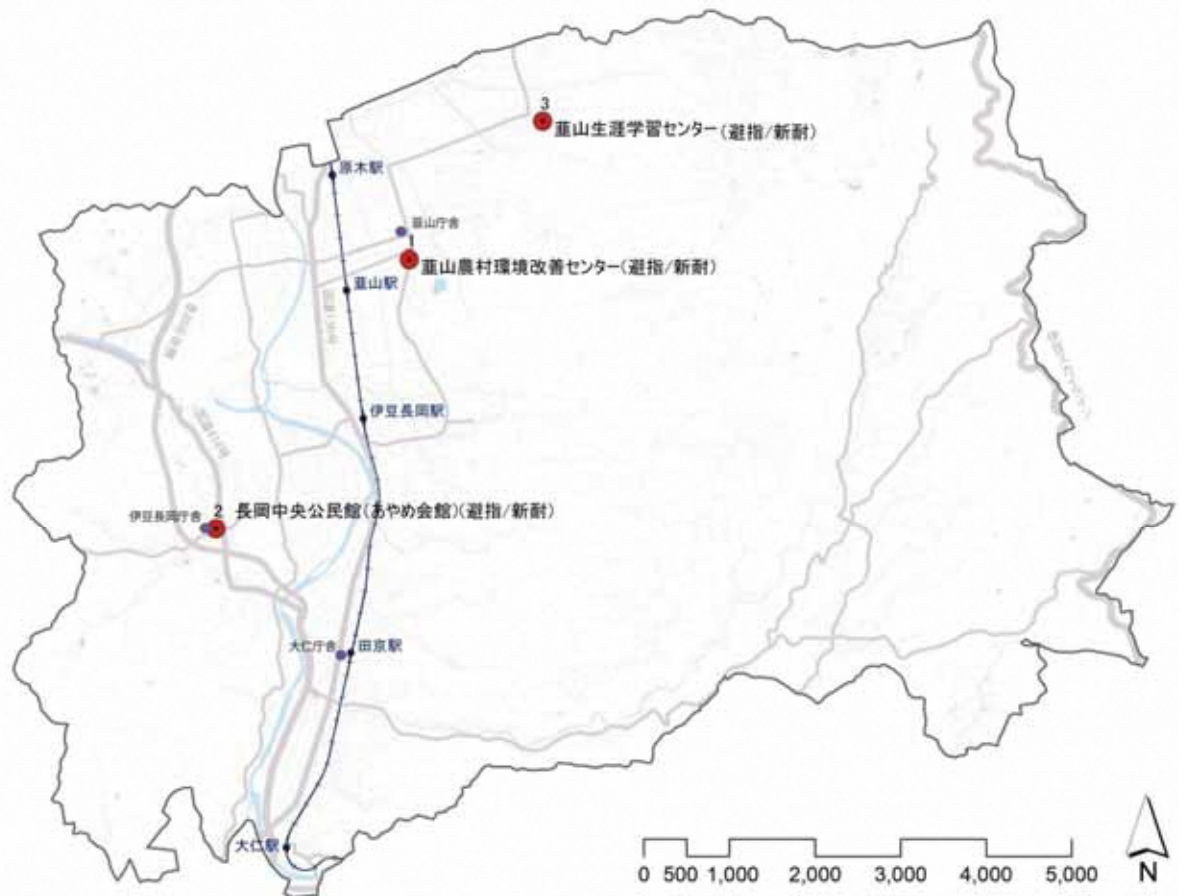 3
韮山生涯学習センター(避指/新耐)
原木駅
韮山庁舎
1
韮山農村環境改善センター(避指/新耐)
韮山駅
伊豆長岡駅
伊豆長岡庁舎
2 長岡中央公民館(あやめ会館)(避指/新耐)
大仁庁舎
田京駅
大仁駅
0 500 1,000 2,000 3,000 4,000 5,000
N